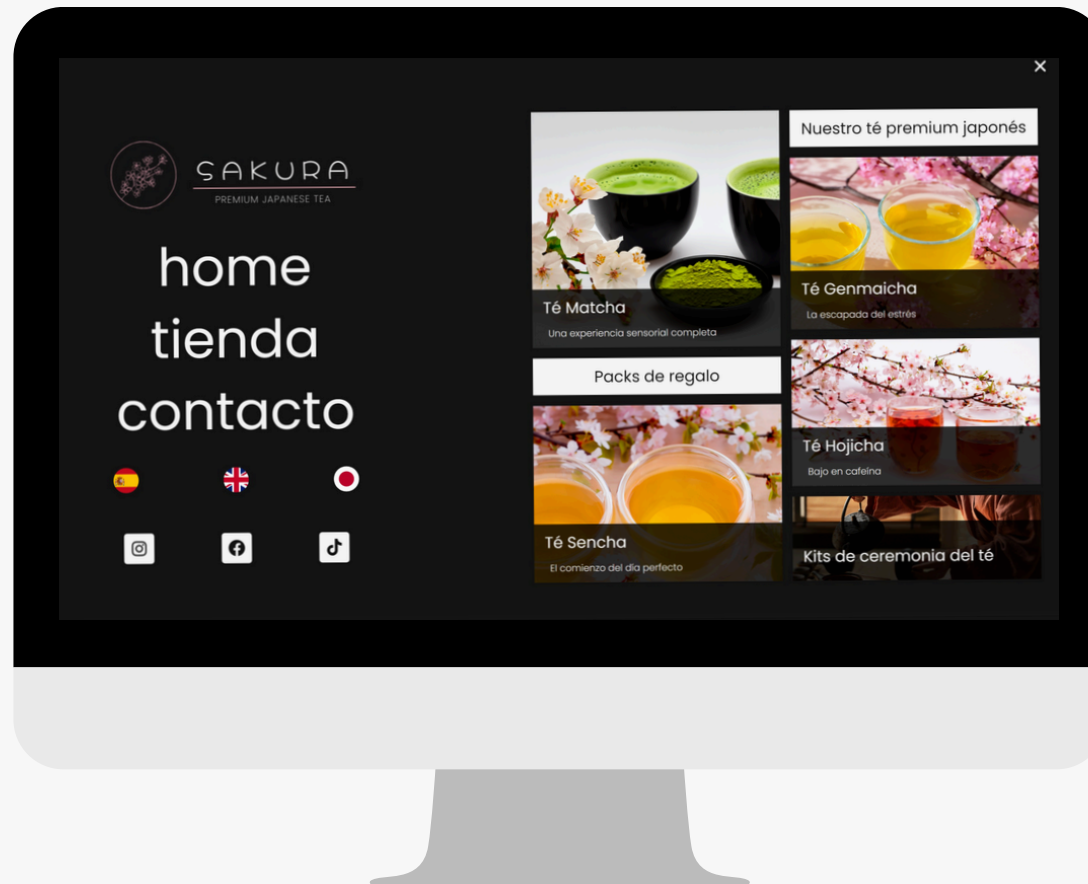 SAKURA
PREMIUM JAPANESE TEA
home
tienda
contacto
Té Matcha
Una experiencia sensorial completa
Packs de regalo
Té Sencha
El comienzo del día perfecto
Nuestro té premium japonés
Té Genmaicha
La escapada del estrés
Té Hojicha
Bajo en cafeína
Kits de ceremonia del té